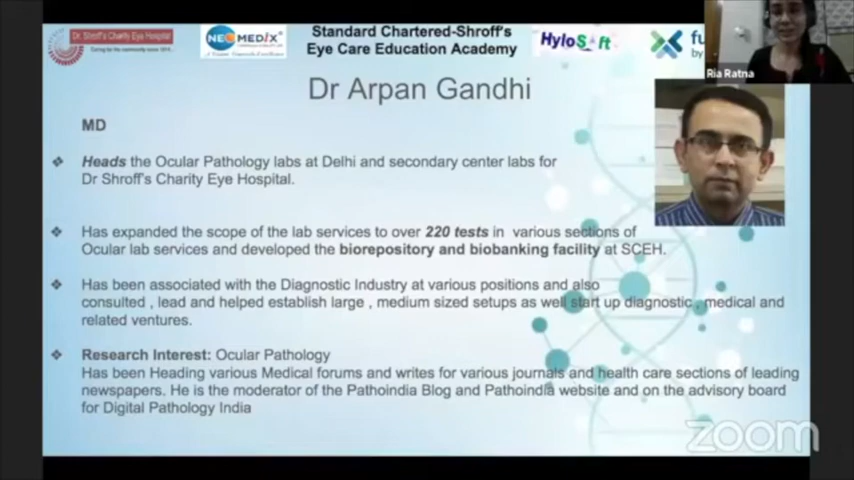 Dr. Shroff's Charity Eye Hospital
Caring for the community since 1914...
NEOMEDIX
Standard Chartered-Shroff's
Eye Care Education Academy
HyloSoft
fu
by
Ria Ratna
Dr Arpan Gandhi
MD
Heads the Ocular Pathology labs at Delhi and secondary center labs for
Dr Shroff's Charity Eye Hospital.
Has expanded the scope of the lab services to over 220 tests in various sections of
Ocular lab services and developed the biorepository and biobanking facility at SCEH.
Has been associated with the Diagnostic Industry at various positions and also
consulted , lead and helped establish large , medium sized setups as well start up diagnostic , medical and
related ventures.
Research Interest: Ocular Pathology
Has been Heading various Medical forums and writes for various journals and health care sections of leading
newspapers. He is the moderator of the Pathoindia Blog and Pathoindia website and on the advisory board
for Digital Pathology India
zoom